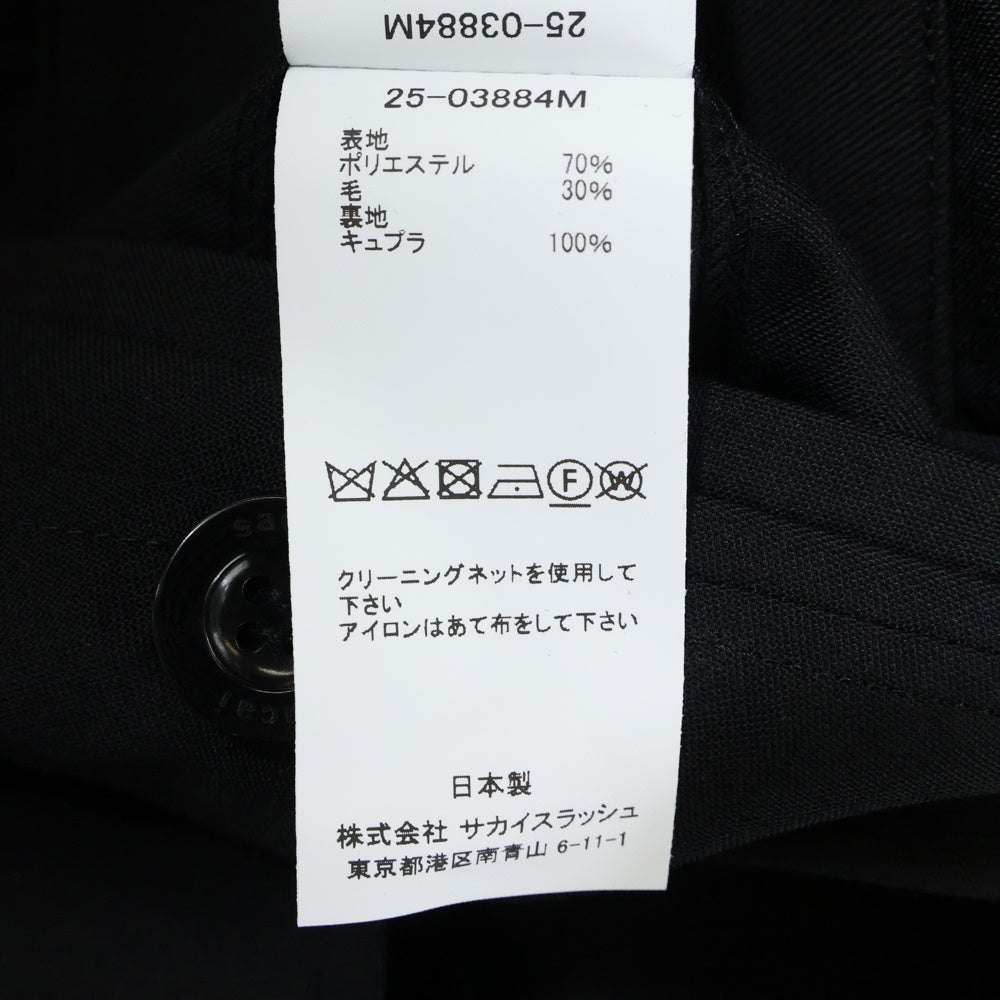 25-03884M
25-03884M
表地
ポリエステル 70%
毛 30%
裏地
キュプラ 100%
F W
クリーニングネットを使用して
下さい
アイロンはあて布をして下さい
日本製
株式会社 サカイスラッシュ
東京都港区南青山 6-11-1